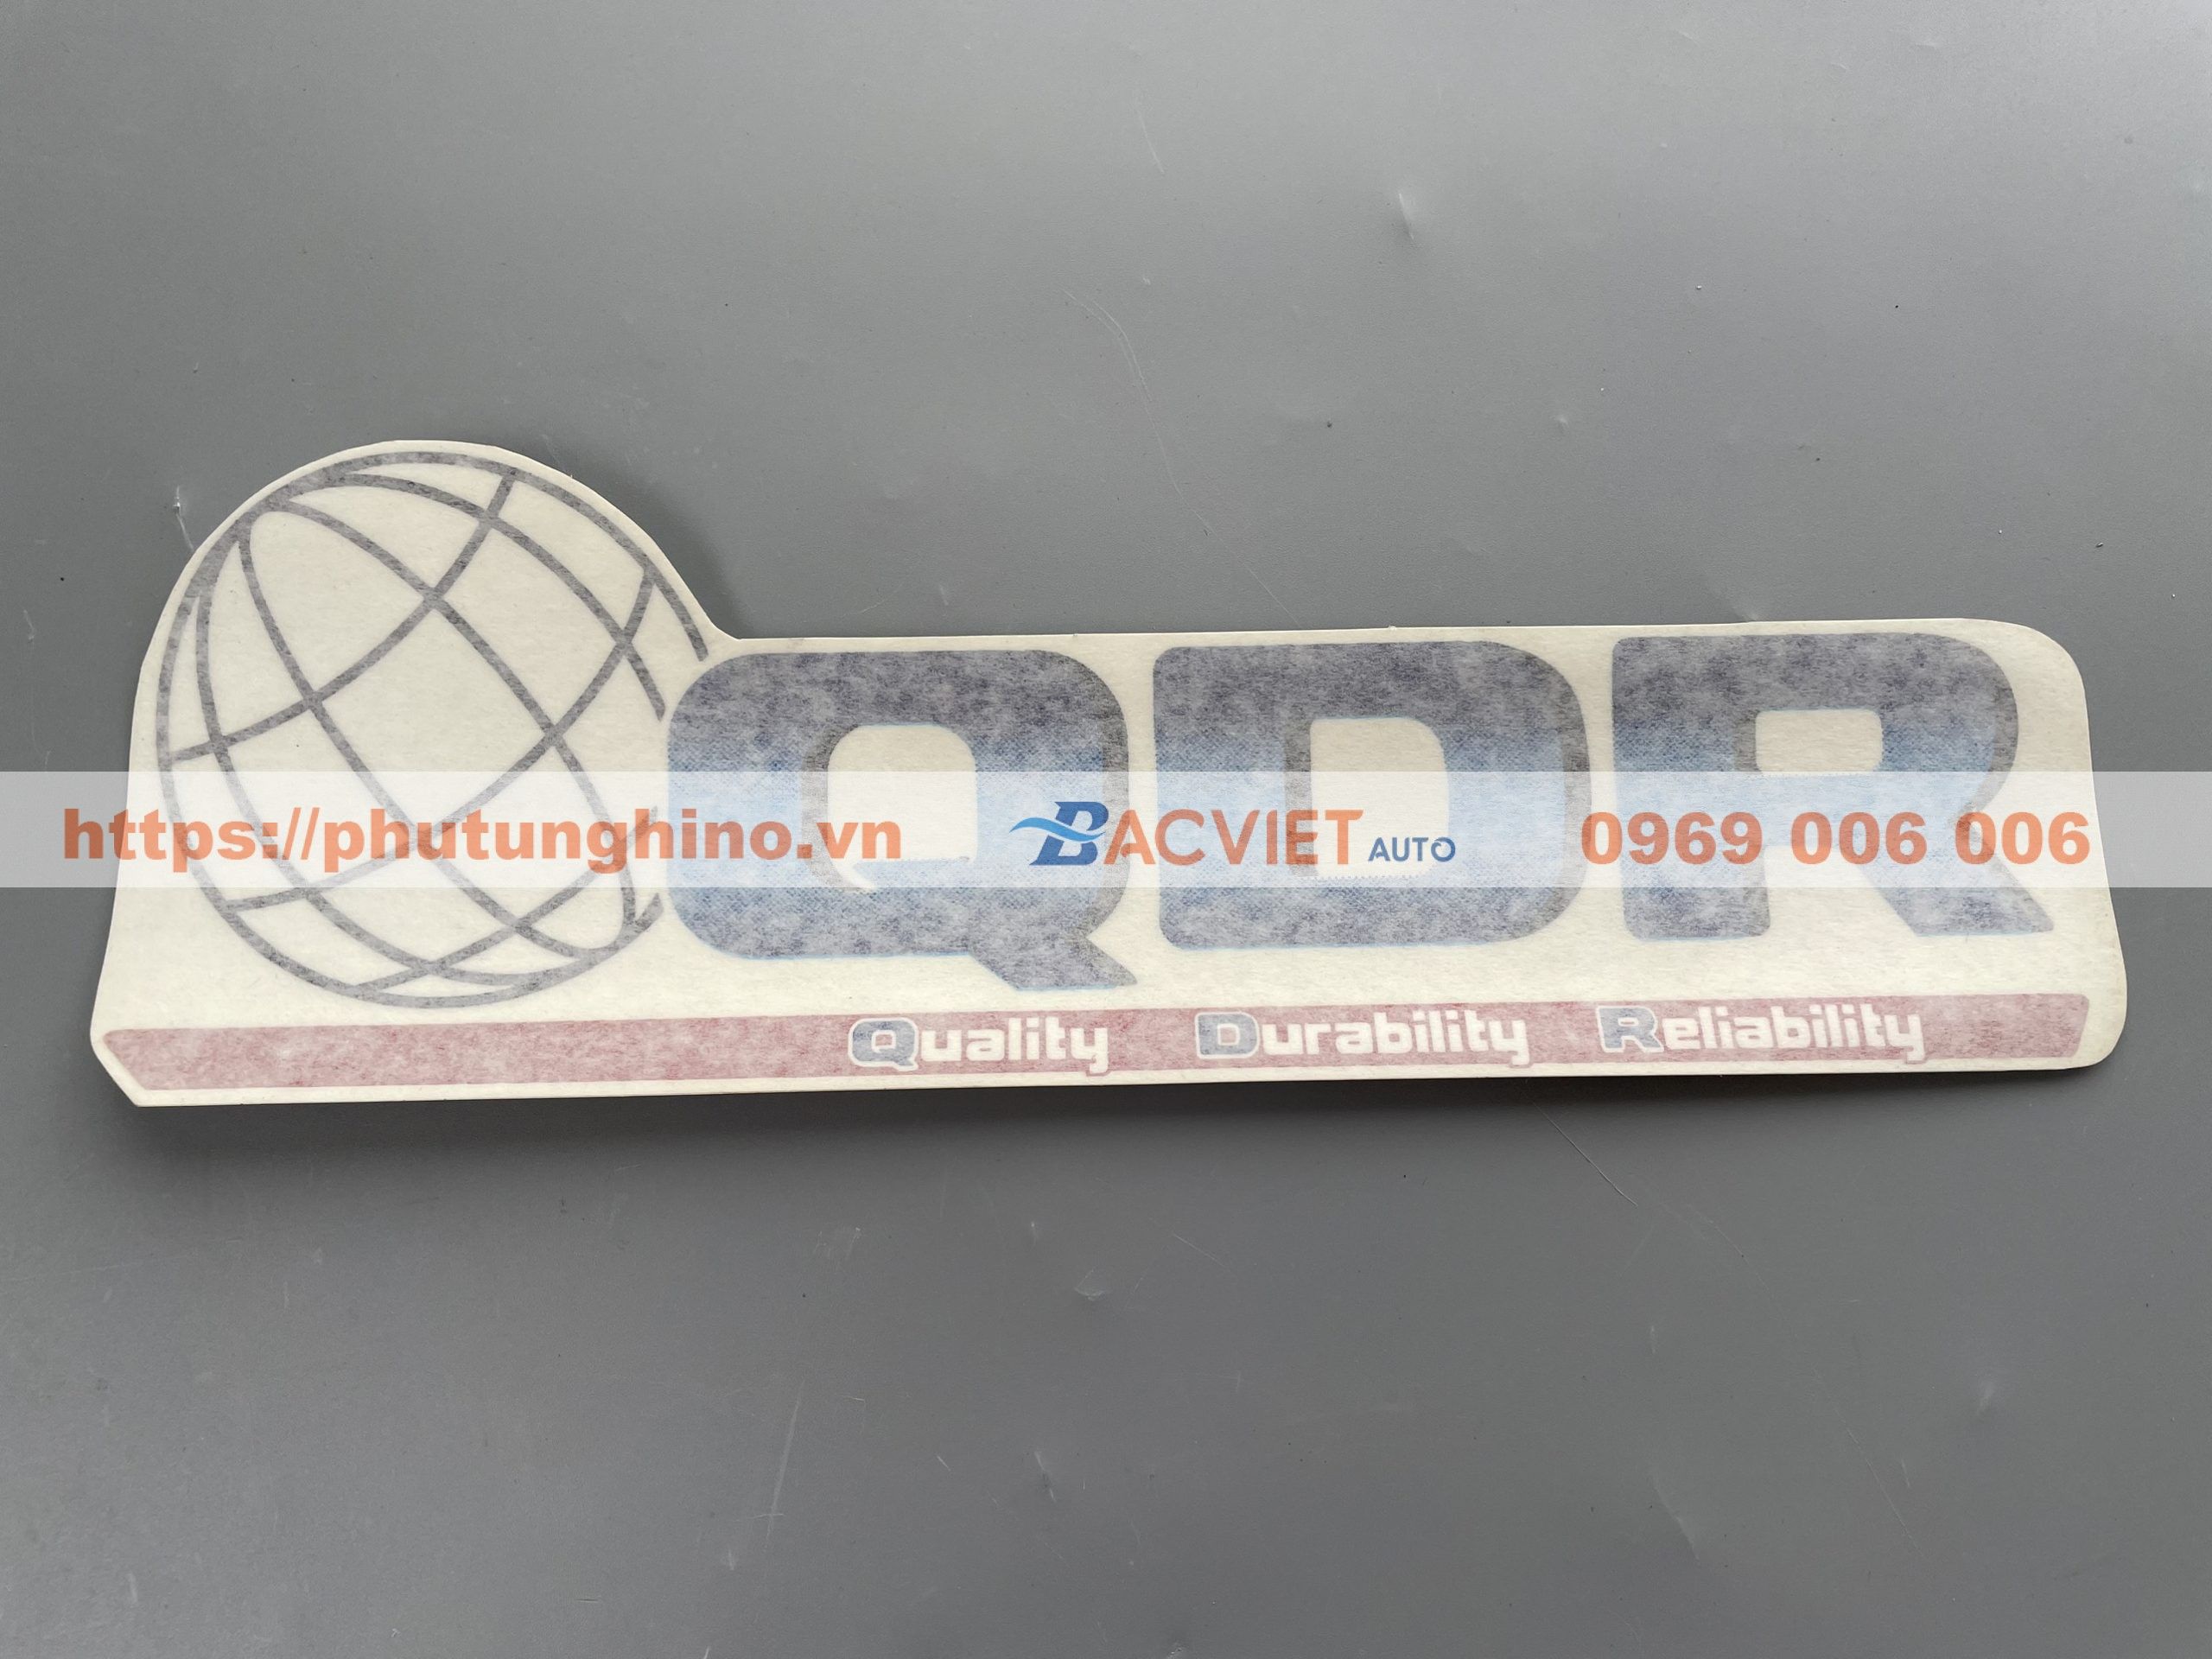 QDR
https://phutunghino.vn BACVIET AUTO 0969 006 006
Quality Durability Reliability